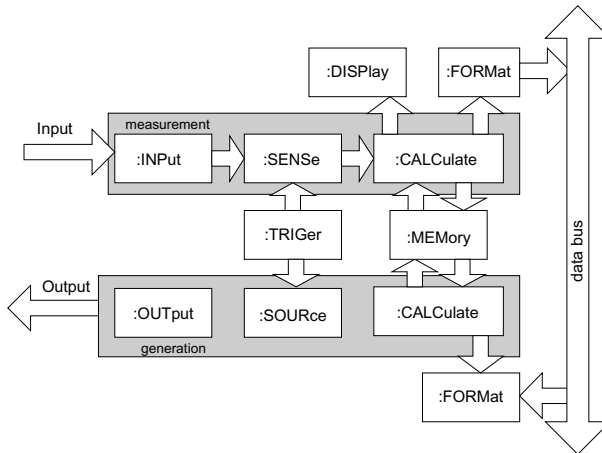 :DISPlay
:FORMat
Input
measurement
:INPut
:SENSe
:CALCulate
:TRIGer
:MEMory
data bus
Output
:OUTput
:SOURce
:CALCulate
generation
:FORMat